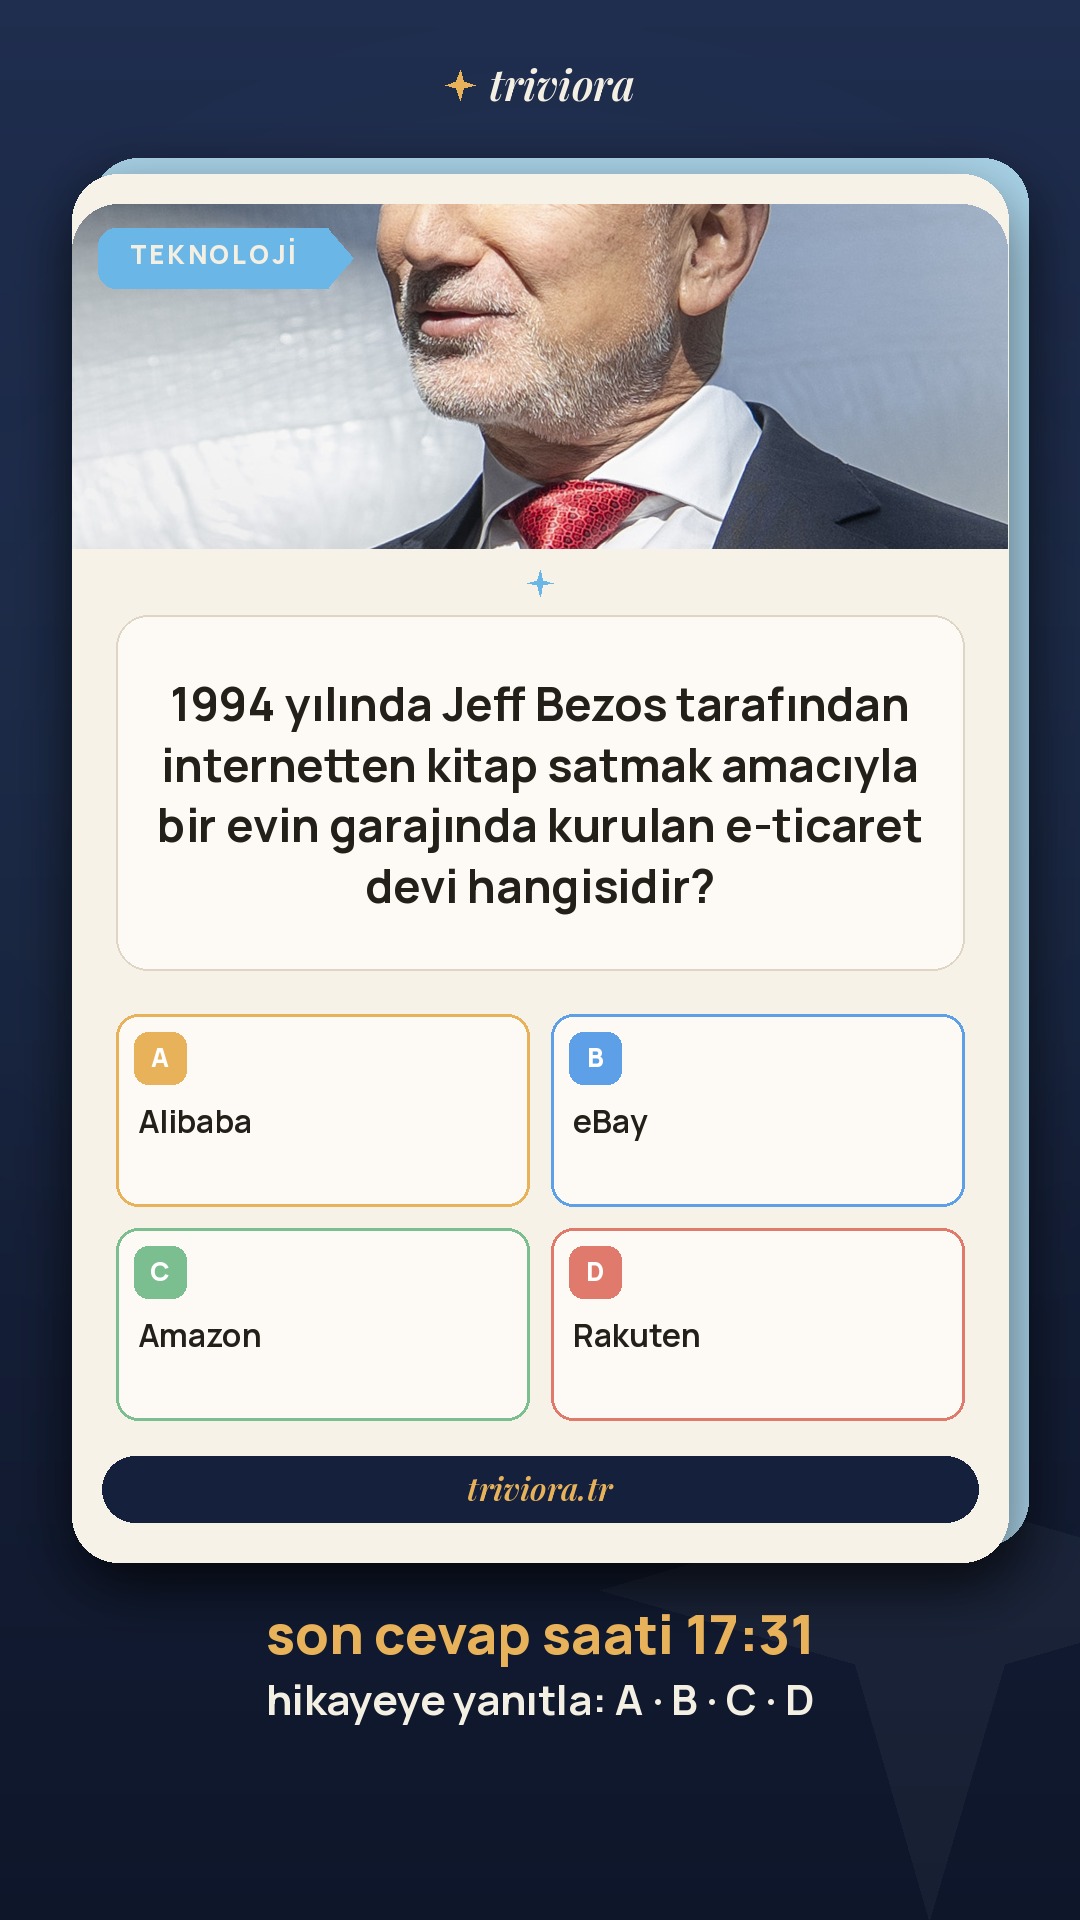 triviora
TEKNOLOJİ
1994 yılında Jeff Bezos tarafından
internetten kitap satmak amacıyla
bir evin garajında kurulan e-ticaret
devi hangisidir?
A
Alibaba
B
eBay
C
Amazon
D
Rakuten
triviora.tr
son cevap saati 17:31
hikayeye yanıtla: A · B · C · D